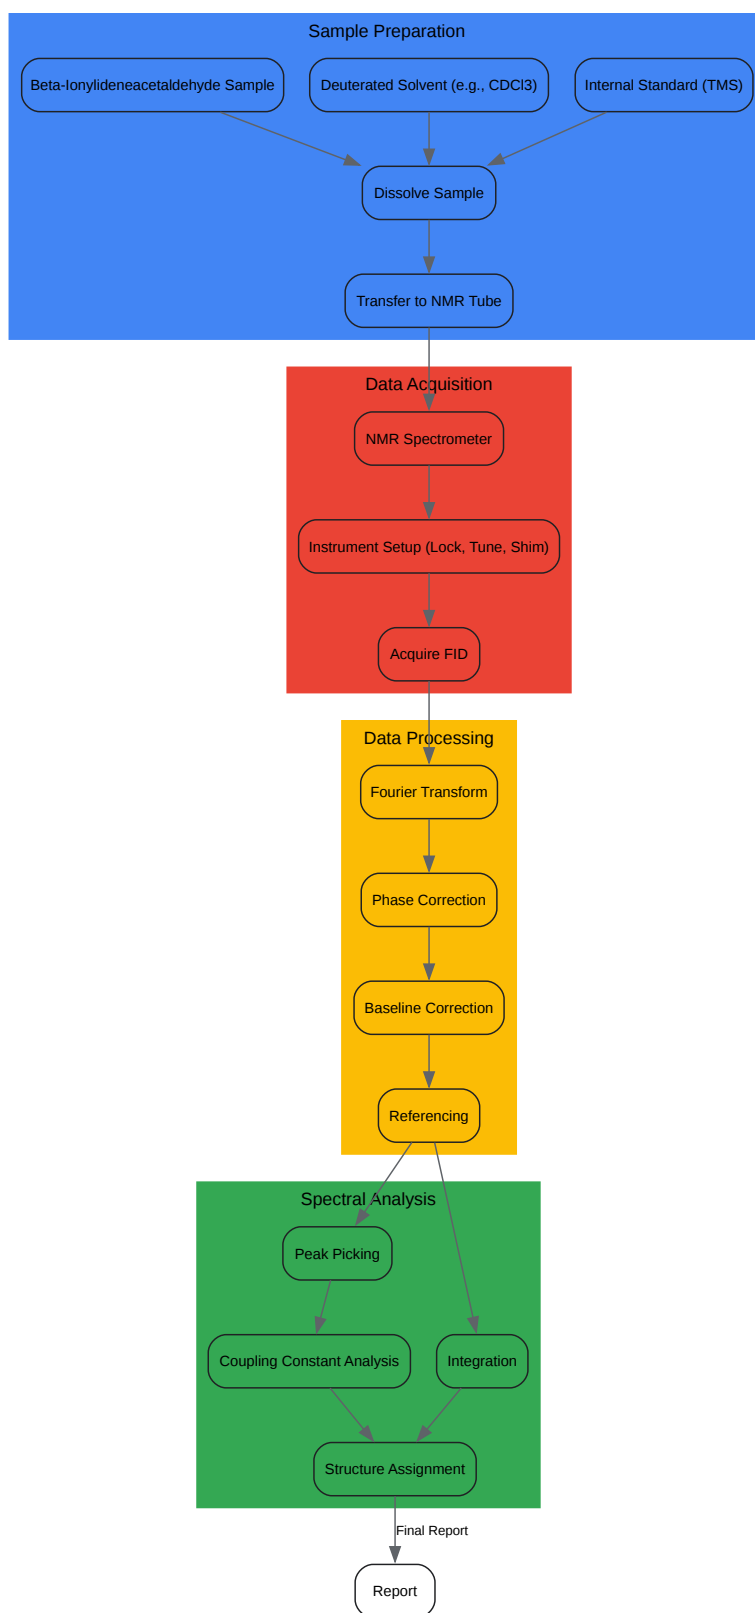 Sample Preparation
Beta-Ionylideneacetaldehyde Sample
Deuterated Solvent (e.g., CDCl3)
Internal Standard (TMS)
Dissolve Sample
Transfer to NMR Tube
Data Acquisition
NMR Spectrometer
Instrument Setup (Lock, Tune, Shim)
Acquire FID
Data Processing
Fourier Transform
Phase Correction
Baseline Correction
Referencing
Spectral Analysis
Peak Picking
Coupling Constant Analysis
Integration
Structure Assignment
Final Report
Report